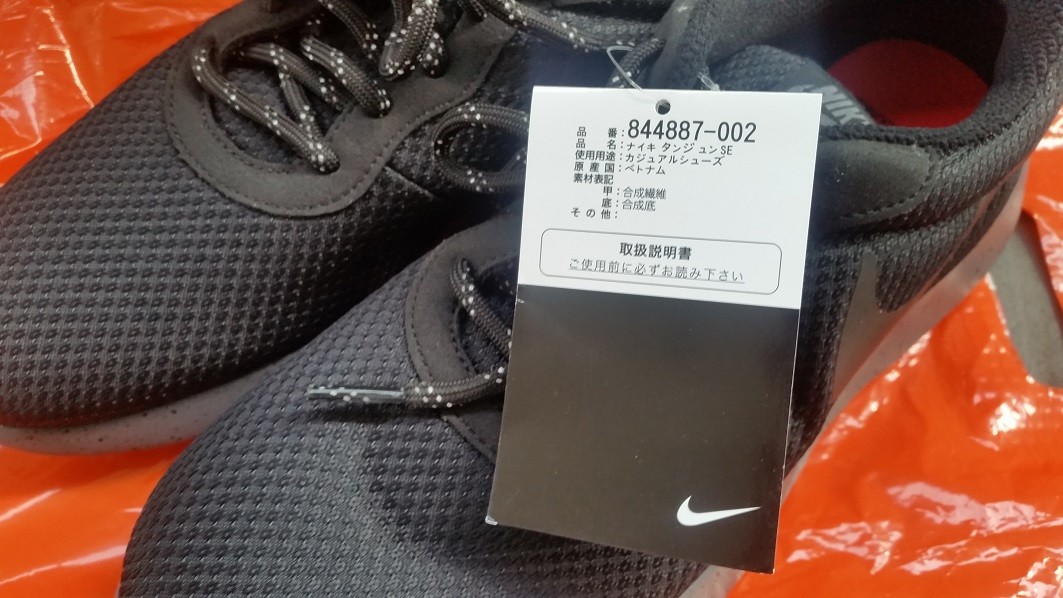 品番：844887-002
品名：ナイキ タンジュンSE
使用用途：カジュアルシューズ
原産国：ベトナム
素材表記
甲：合成繊維
底：合成底
その他：
取扱説明書
ご使用前に必ずお読み下さい
NIKE